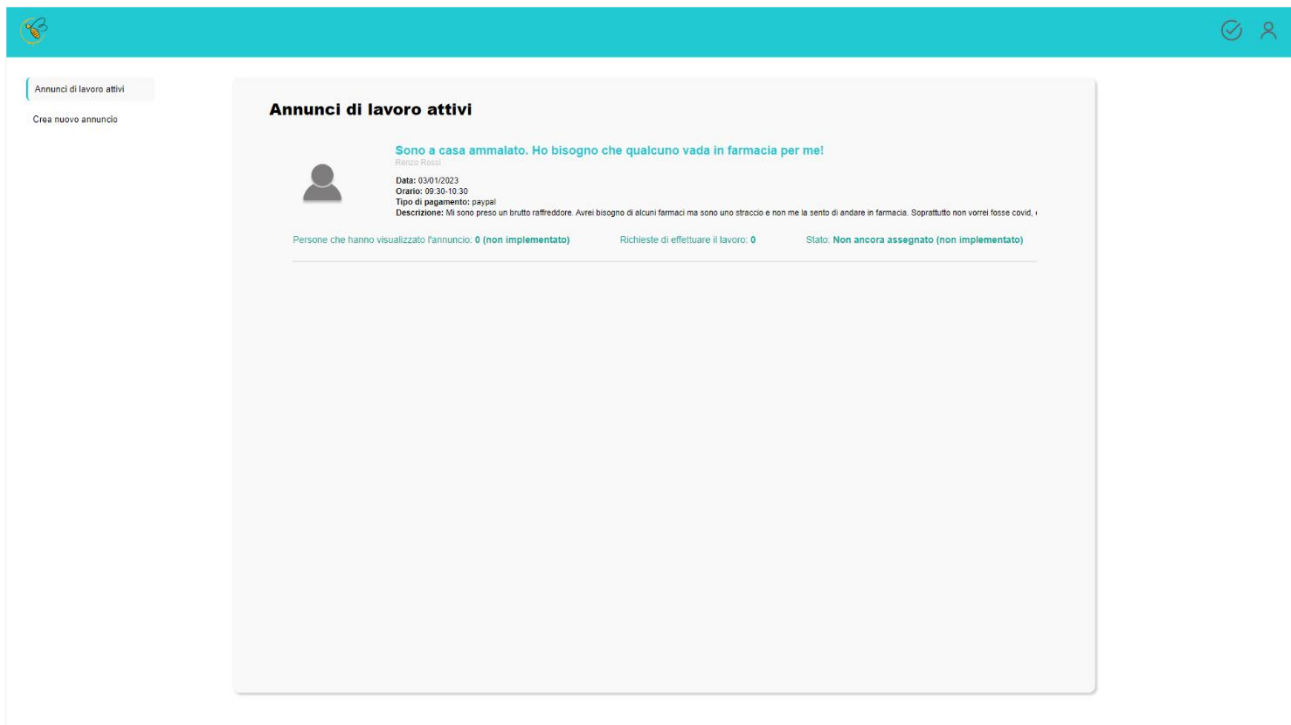 Annunci di lavoro attivi
Crea nuovo annuncio
Annunci di lavoro attivi
Sono a casa ammalato. Ho bisogno che qualcuno vada in farmacia per me!
Renzo Rossi
Data: 03/01/2023
Orario: 09:30-10:30
Tipo di pagamento: paypal
Descrizione: Mi sono preso un brutto raffreddore. Avrei bisogno di alcuni farmaci ma sono uno straccio e non me la sento di andare in farmacia. Soprattutto non vorrei fosse covid,
Persone che hanno visualizzato l'annuncio: 0 (non implementato) Richieste di effettuare il lavoro: 0 Stato: Non ancora assegnato (non implementato)